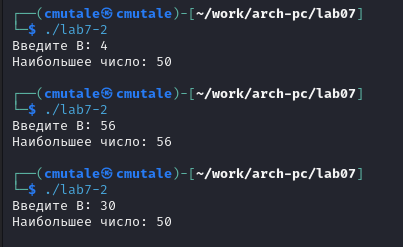 ┌──(cmutale㉿cmutale)-[~/work/arch-pc/lab07]
└─$ ./lab7-2
Введите В: 4
Наибольшее число: 50
┌──(cmutale㉿cmutale)-[~/work/arch-pc/lab07]
└─$ ./lab7-2
Введите В: 56
Наибольшее число: 56
┌──(cmutale㉿cmutale)-[~/work/arch-pc/lab07]
└─$ ./lab7-2
Введите В: 30
Наибольшее число: 50